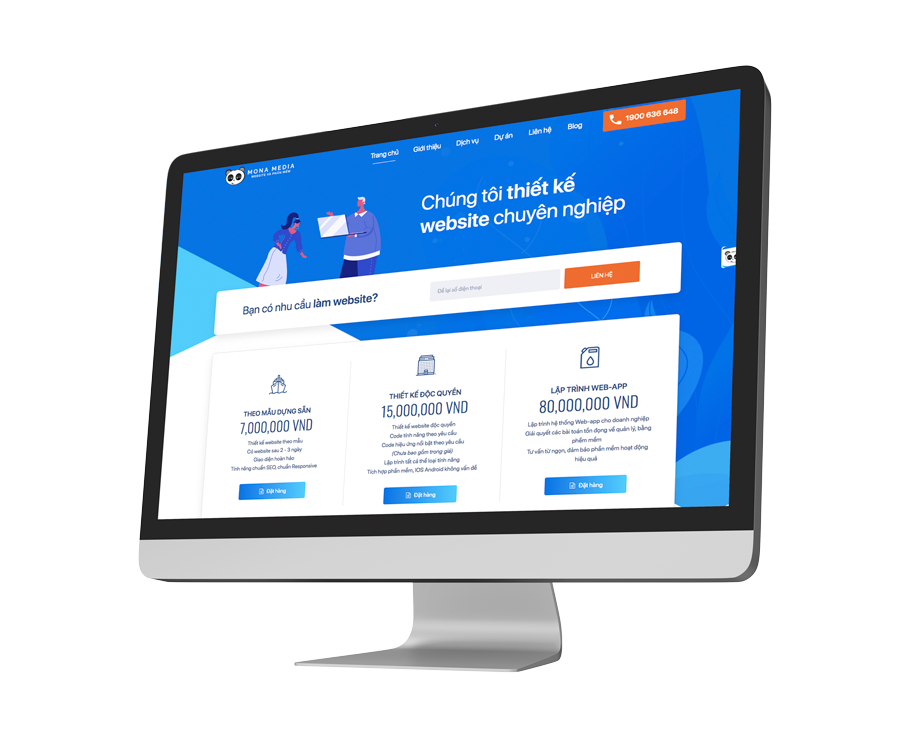 MONA MEDIA
WEBSITE VÀ PHẦN MỀM
Trang chủ
Giới thiệu
Dịch vụ
Dự án
Liên hệ
Blog
1900 636 648
Chúng tôi thiết kế
website chuyên nghiệp
Bạn có nhu cầu làm website?
Để lại số điện thoại
LIÊN HỆ
THEO MẪU DỰNG SẴN
7,000,000 VND
Thiết kế website theo mẫu
Có website sau 2 - 3 ngày
Giao diện hoàn hảo
Tính năng chuẩn SEO, chuẩn Responsive
Đặt hàng
THIẾT KẾ ĐỘC QUYỀN
15,000,000 VND
Thiết kế website độc quyền
Code tính năng theo yêu cầu
Code hiệu ứng nổi bật theo yêu cầu
(Chưa bao gồm trong giá)
Lập trình tất cả thể loại tính năng
Tích hợp phần mềm, IOS Android không vấn đề
Đặt hàng
LẬP TRÌNH WEB-APP
80,000,000 VND
Lập trình hệ thống Web-app cho doanh nghiệp
Giải quyết các bài toán tồn đọng về quản lý, bằng
phềm mềm
Tư vấn từ ngọn, đảm bảo phần mềm hoạt động
hiệu quả
Đặt hàng